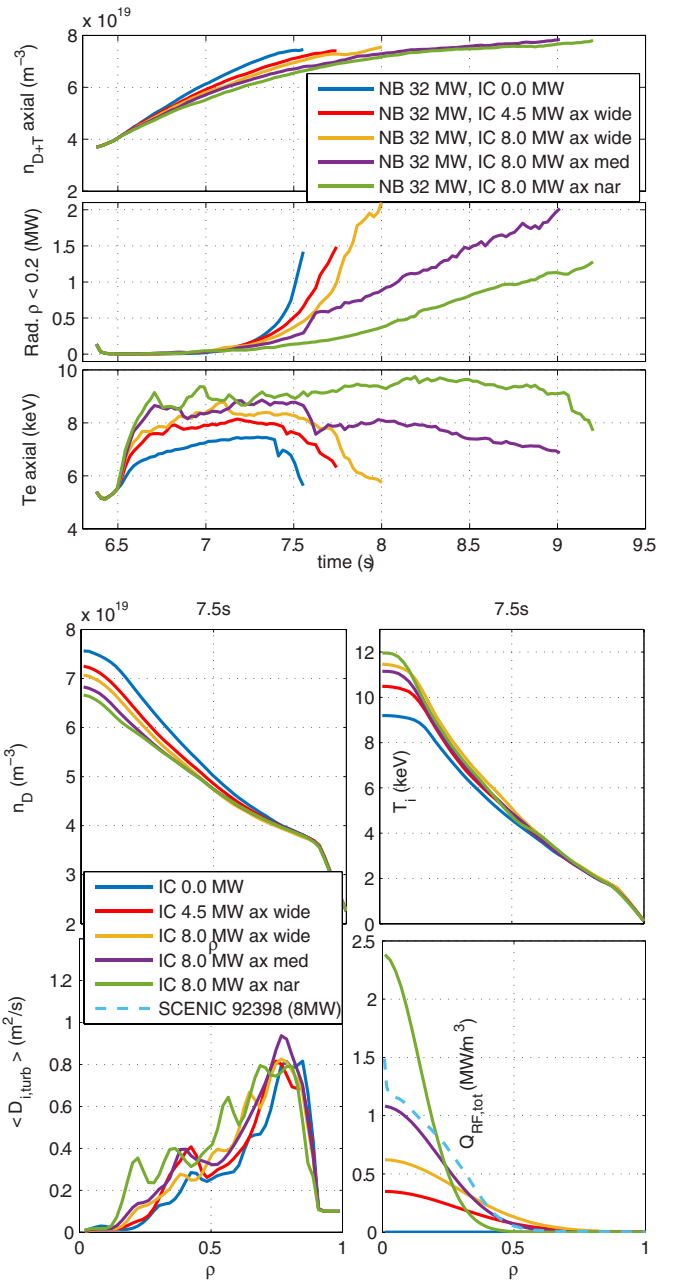 x 10^19
n_D+T axial (m^-3)
8
6
4
2
NB 32 MW, IC 0.0 MW
NB 32 MW, IC 4.5 MW ax wide
NB 32 MW, IC 8.0 MW ax wide
NB 32 MW, IC 8.0 MW ax med
NB 32 MW, IC 8.0 MW ax nar
Rad. ρ < 0.2 (MW)
2
1.5
1
0.5
0
Te axial (keV)
10
8
6
4
6.5 7 7.5 8 8.5 9 9.5
time (s)
x 10^19
7.5s
n_D (m^-3)
8
7
6
5
4
3
2
ρ
7.5s
T_i (keV)
12
10
8
6
4
2
0
IC 0.0 MW
IC 4.5 MW ax wide
IC 8.0 MW ax wide
IC 8.0 MW ax med
IC 8.0 MW ax nar
SCENIC 92398 (8MW)
< D_i,turb > (m^2/s)
1
0.8
0.6
0.4
0.2
0
0 0.5 1
ρ
Q_RF,tot (MW/m^3)
2.5
2
1.5
1
0.5
0
0 0.5 1
ρ